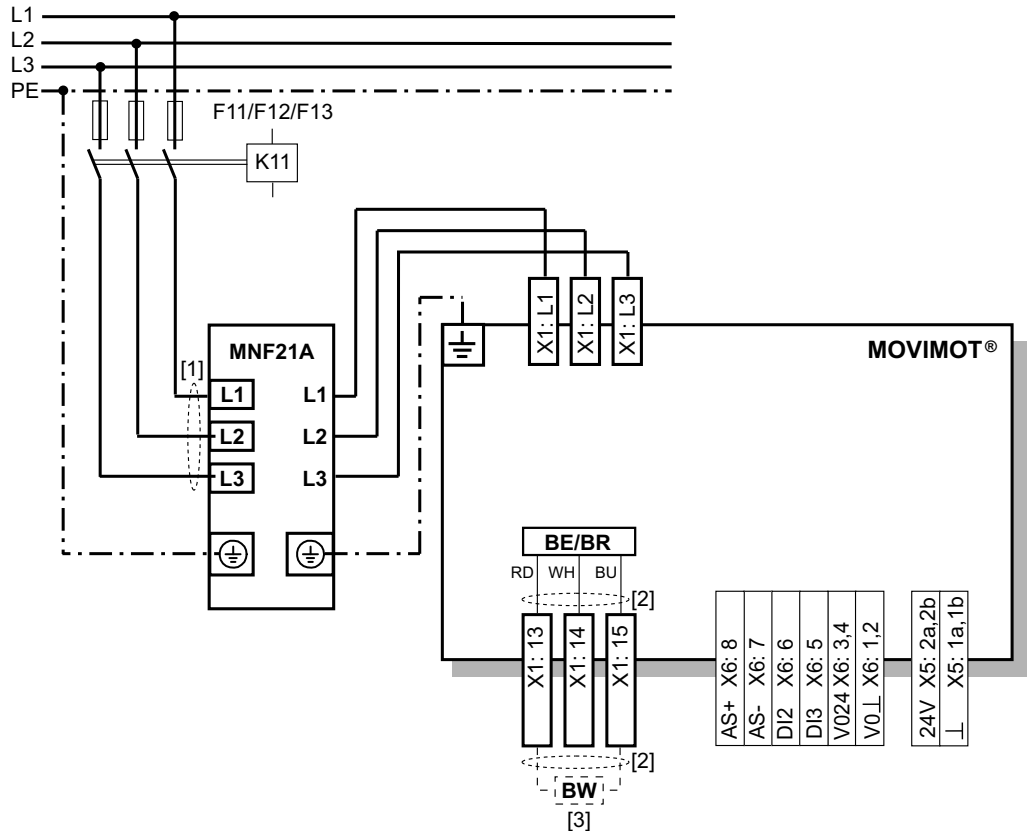 L1
L2
L3
PE
F11/F12/F13
K11
MNF21A
[1]
L1 L1
L2 L2
L3 L3
X1: L1
X1: L2
X1: L3
MOVIMOT®
BE/BR
RD WH BU
[2]
X1: 13
X1: 14
X1: 15
[2]
BW
[3]
AS+ X6: 8
AS- X6: 7
DI2 X6: 6
DI3 X6: 5
V024 X6: 3,4
V0⊥ X6: 1,2
24V X5: 2a,2b
⊥ X5: 1a,1b